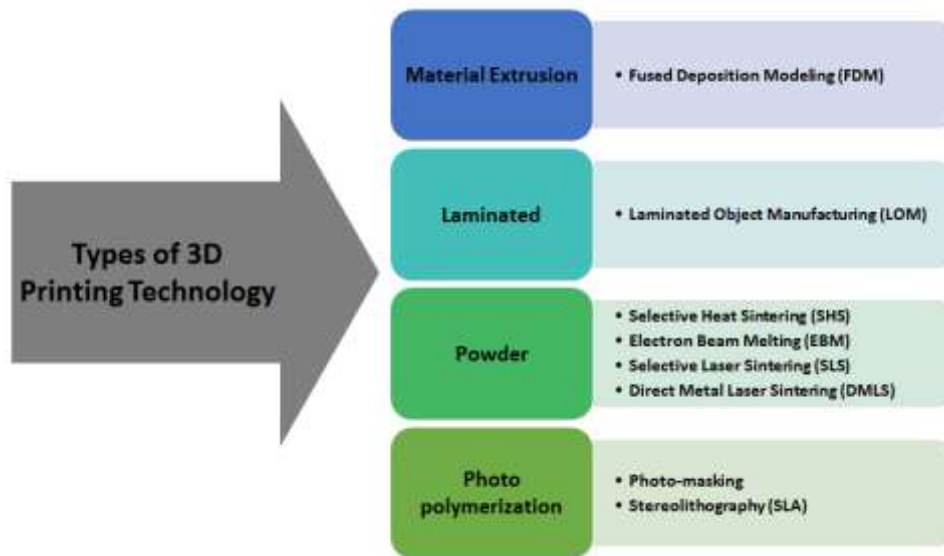 Types of 3D
Printing Technology
Material Extrusion
• Fused Deposition Modeling (FDM)
Laminated
• Laminated Object Manufacturing (LOM)
Powder
• Selective Heat Sintering (SHS)
• Electron Beam Melting (EBM)
• Selective Laser Sintering (SLS)
• Direct Metal Laser Sintering (DMLS)
Photo
polymerization
• Photo-masking
• Stereolithography (SLA)